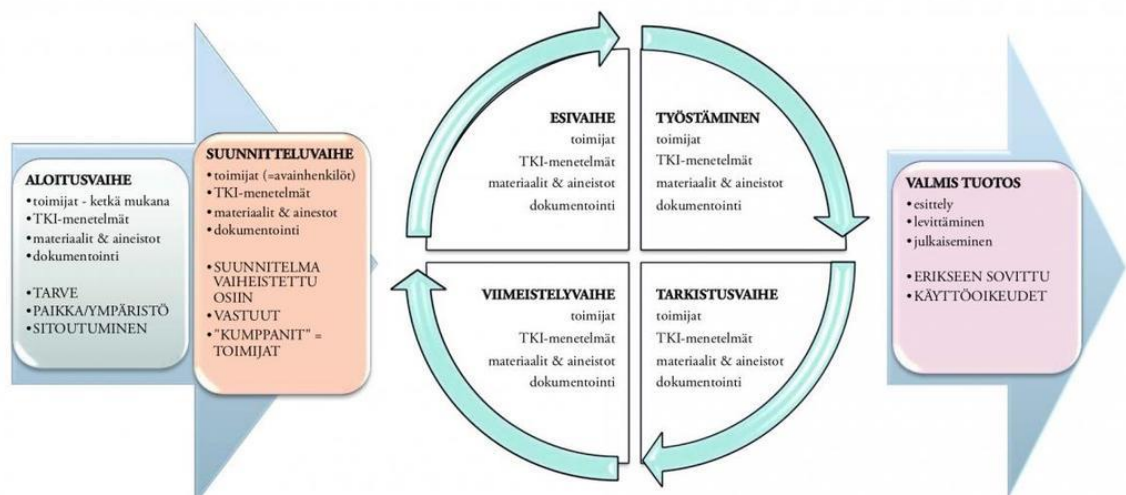 ALOITUSVAIHE
•toimijat - ketkä mukana
•TKI-menetelmät
•materiaalit & aineistot
•dokumentointi
•TARVE
•PAIKKA/YMPÄRISTÖ
•SITOUTUMINEN
SUUNNITTELUVAIHE
•toimijat (=avainhenkilöt)
•TKI-menetelmät
•materiaalit & ainestot
•dokumentointi
•SUUNNITELMA
VAIHEISTETTU
OSIIN
•VASTUUT
•"KUMPPANIT" =
TOIMIJAT
ESIVAIHE
toimijat
TKI-menetelmät
materiaalit & aineistot
dokumentointi
TYÖSTÄMINEN
toimijat
TKI-menetelmät
materiaalit & aineistot
dokumentointi
VIIMEISTELYVAIHE
toimijat
TKI-menetelmät
materiaalit & aineistot
dokumentointi
TARKISTUSVAIHE
toimijat
TKI-menetelmät
materiaalit & aineistot
dokumentointi
VALMIS TUOTOS
•esittely
•levittäminen
•julkaiseminen
•ERIKSEEN SOVITTU
•KÄYTTÖOIKEUDET